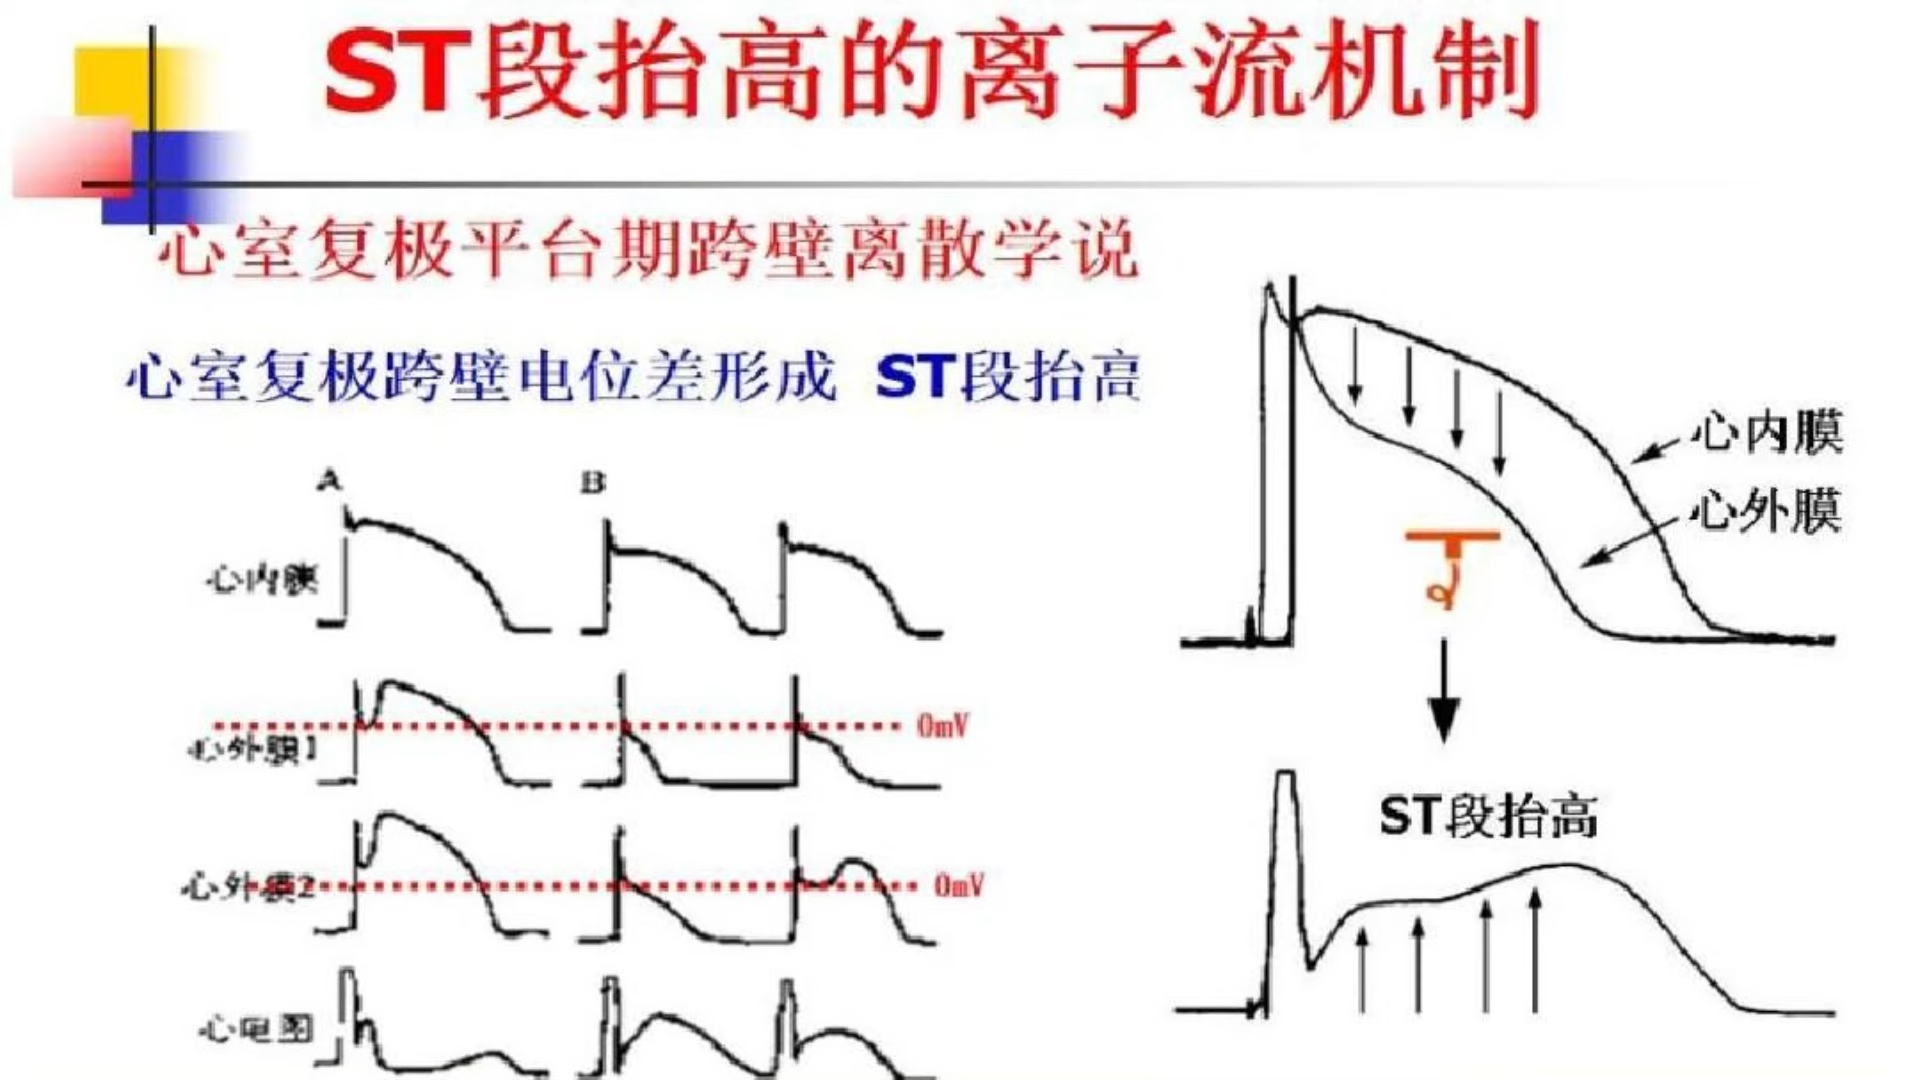 ST段抬高的离子流机制
心室复极平台期跨壁离散学说
心室复极跨壁电位差形成 ST段抬高
A
B
心内膜
心外膜1
0mV
心外膜2
0mV
心电图
心内膜
心外膜
ST段抬高